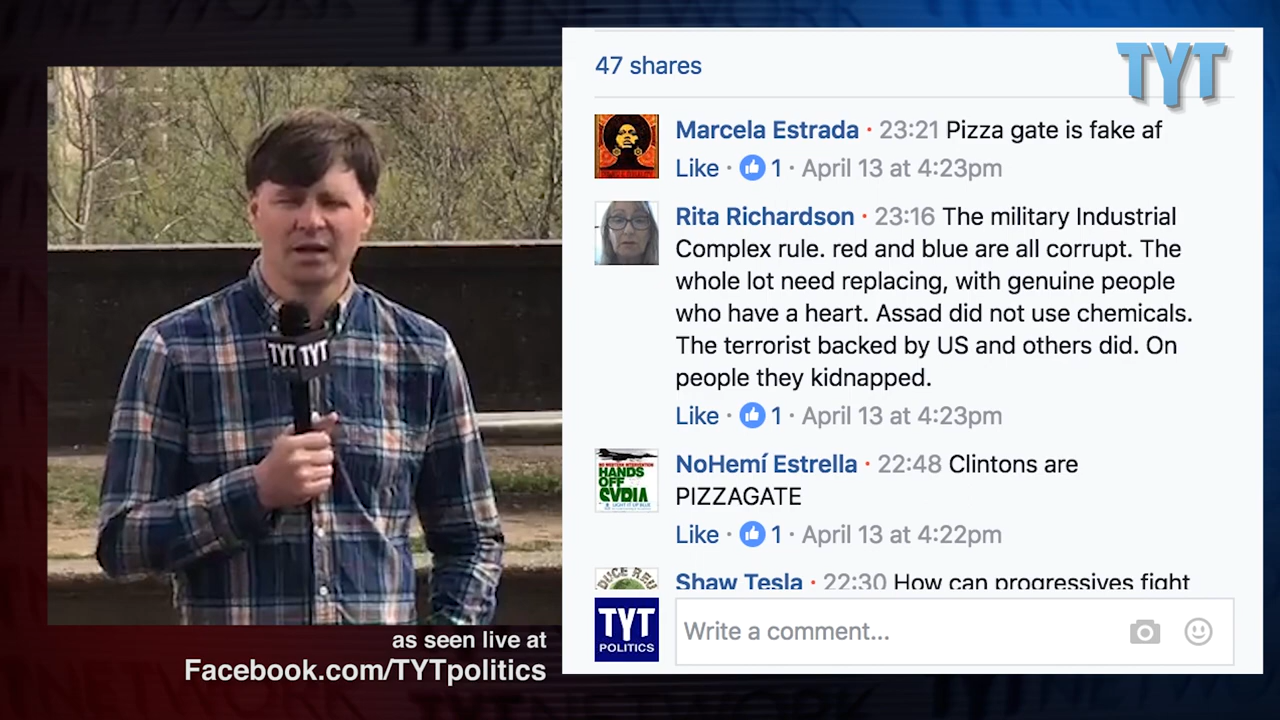 47 shares
TYT
Marcela Estrada · 23:21 Pizza gate is fake af
Like · 1 · April 13 at 4:23pm
Rita Richardson · 23:16 The military Industrial
Complex rule. red and blue are all corrupt. The
whole lot need replacing, with genuine people
who have a heart. Assad did not use chemicals.
The terrorist backed by US and others did. On
people they kidnapped.
Like · 1 · April 13 at 4:23pm
HANDS
OFF
SYRIA
NoHemí Estrella · 22:48 Clintons are
PIZZAGATE
Like · 1 · April 13 at 4:22pm
Shaw Tesla · 22:30 How can progressives fight
TYT
POLITICS
Write a comment...
TYT TYT
as seen live at
Facebook.com/TYTpolitics